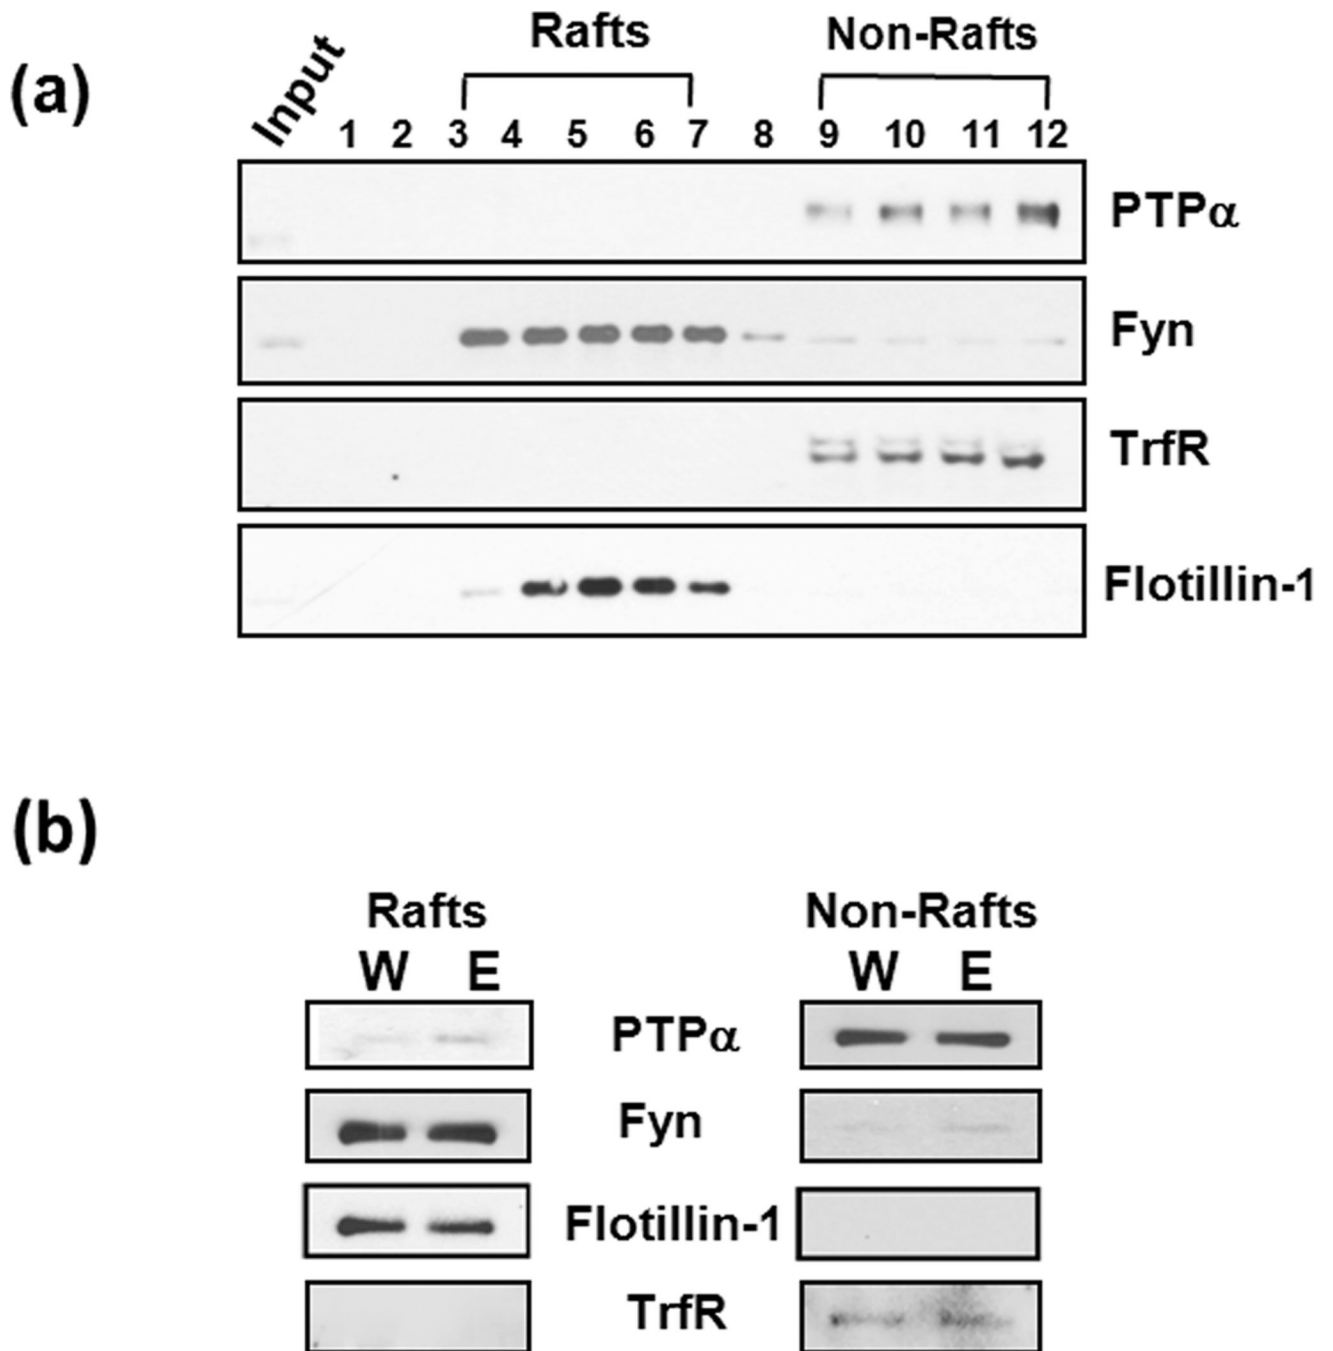 (a)
Input
Rafts
Non-Rafts
1 2 3 4 5 6 7 8 9 10 11 12
PTPα
Fyn
TrfR
Flotillin-1
(b)
Rafts
Non-Rafts
W E
W E
PTPα
Fyn
Flotillin-1
TrfR